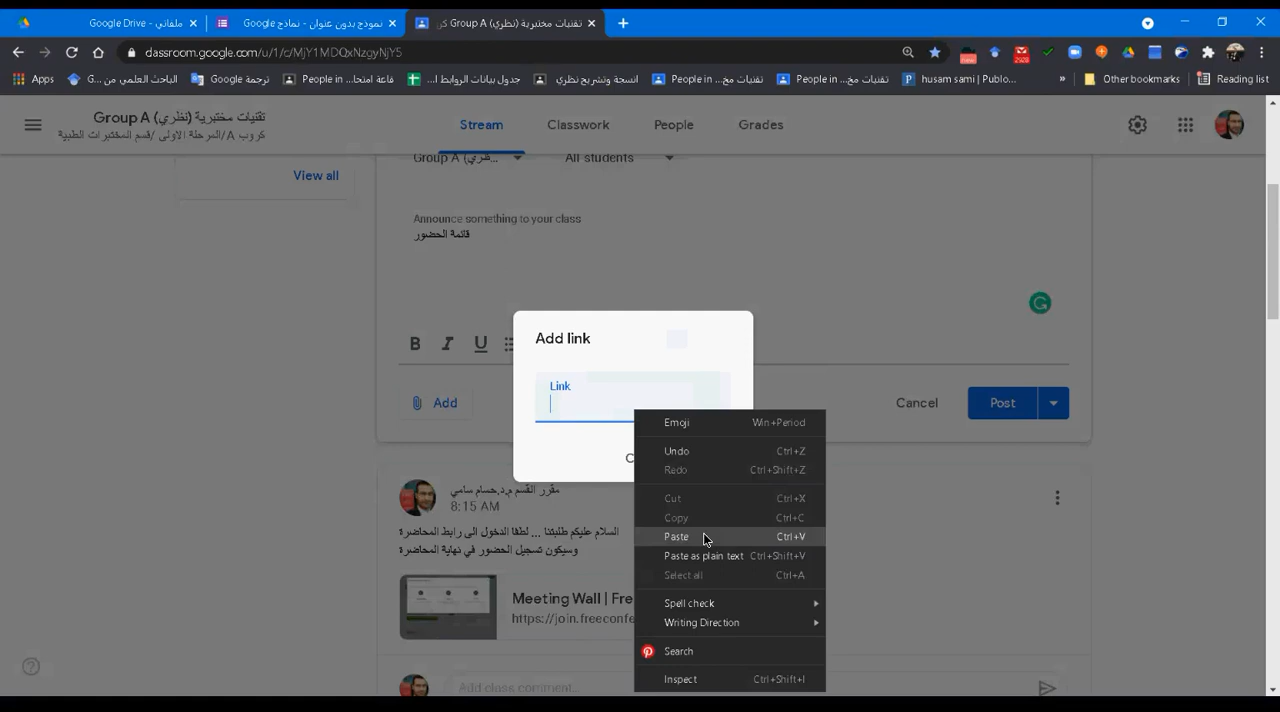 ملفاتي - Google Drive
نموذج بدون عنوان - نماذج Google
تقنيات مختبرية (نظري) Group A كر
classroom.google.com/u/1/c/MjY1MDQxNzgyNjY5
Apps
الباحث العلمي من G...
ترجمة Google
People in ...قاعة امتحا
جدول بيانات الروابط ا...
انسجة وتشريح نظري
People in ...تقنيات مخ
People in ...تقنيات مخ
husam sami | Publo...
»
Other bookmarks
Reading list
تقنيات مختبرية (نظري) Group A
كروب A/المرحلة الاولى /قسم المختبرات الطبية
Stream
Classwork
People
Grades
View all
Group A (نظري...
All students
Announce something to your class
قائمة الحضور
B I U
Add link
Link
Add
Cancel
Post
Emoji Win+Period
Undo Ctrl+Z
Redo Ctrl+Shift+Z
Cut Ctrl+X
Copy Ctrl+C
Paste Ctrl+V
Paste as plain text Ctrl+Shift+V
Select all Ctrl+A
Spell check
Writing Direction
Search
Inspect Ctrl+Shift+I
مقرر القسم م.د.حسام سامي
8:15 AM
السلام عليكم طلبتنا ... لطفا الدخول الى رابط المحاضرة
وسيكون تسجيل الحضور في نهاية المحاضرة
Meeting Wall | Fre
https://join.freeconfe
Add class comment...